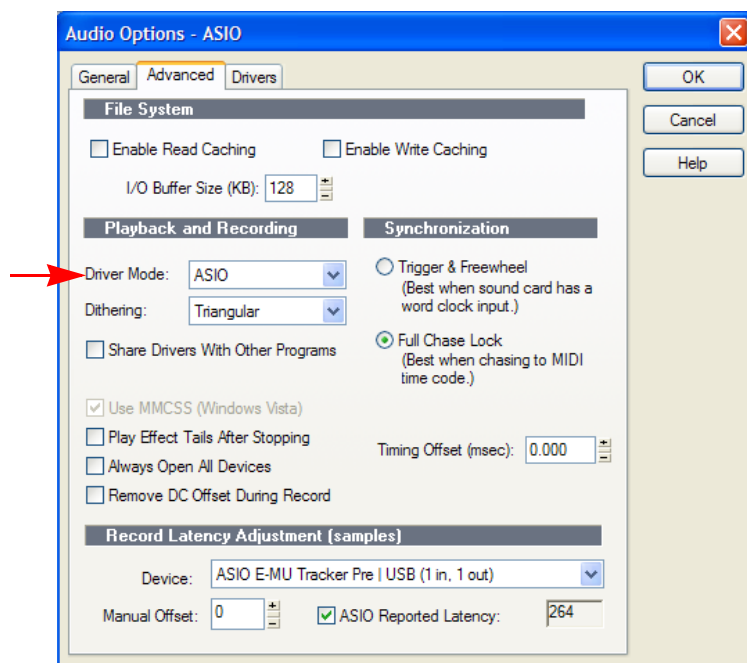 Audio Options - ASIO
General Advanced Drivers
OK
Cancel
Help
File System
Enable Read Caching Enable Write Caching
I/O Buffer Size (KB): 128
Playback and Recording
Driver Mode: ASIO
Dithering: Triangular
Share Drivers With Other Programs
Use MMCSS (Windows Vista)
Play Effect Tails After Stopping
Always Open All Devices
Remove DC Offset During Record
Synchronization
Trigger & Freewheel
(Best when sound card has a
word clock input.)
Full Chase Lock
(Best when chasing to MIDI
time code.)
Timing Offset (msec): 0.000
Record Latency Adjustment (samples)
Device: ASIO E-MU Tracker Pre | USB (1 in, 1 out)
Manual Offset: 0 ASIO Reported Latency: 264